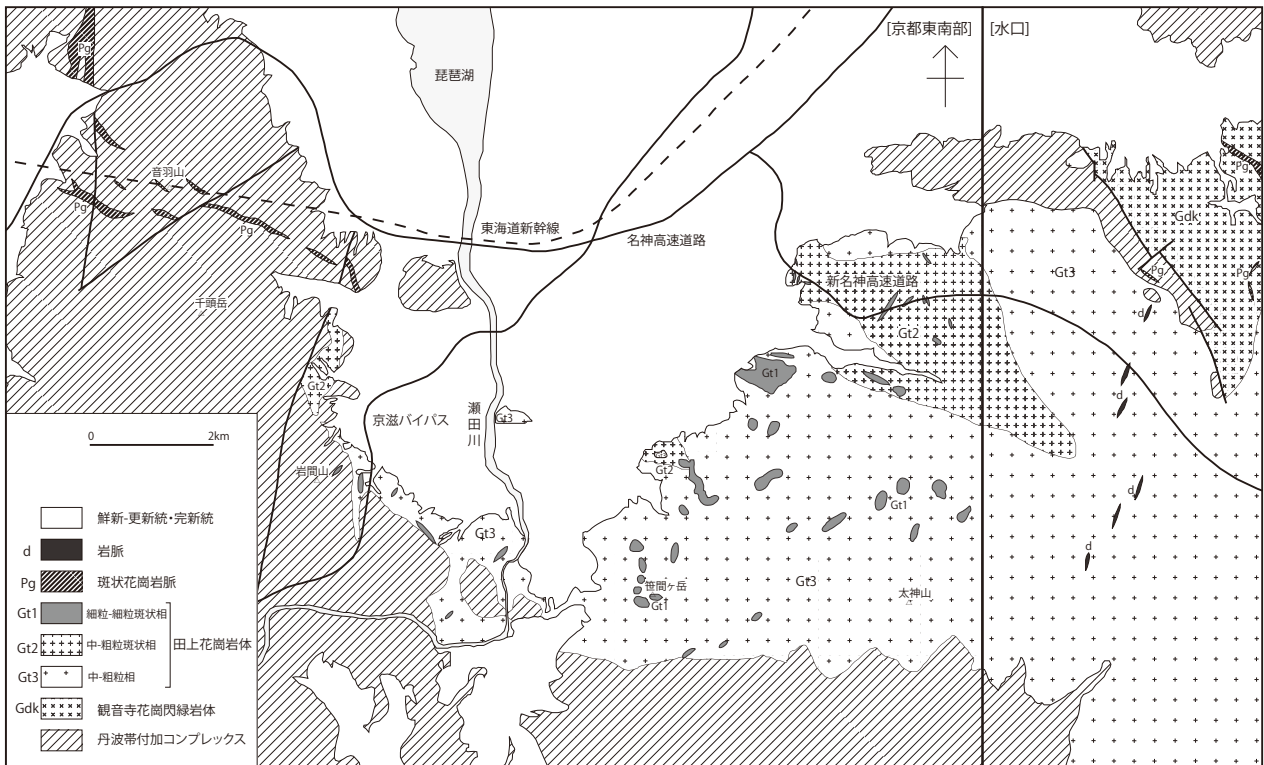 [京都東南部]
[水口]
琵琶湖
Pg
音羽山
Pg
Pg
東海道新幹線
名神高速道路
千頭岳
新名神高速道路
Gdk
Pg
Gt3
Pg
Pg
d
Gt2
Gt2
Gt1
d
京滋バイパス
瀬田川
Gt3
岩間山
Gt2
Gt1
d
Gt3
d
笹間ヶ岳
Gt1
Gt3
太神山
0 2km
鮮新-更新統・完新統
d 岩脈
Pg 斑状花崗岩脈
Gt1 細粒-細粒斑状相
Gt2 中-粗粒斑状相
田上花崗岩体
Gt3 中-粗粒相
Gdk 観音寺花崗閃緑岩体
丹波帯付加コンプレックス